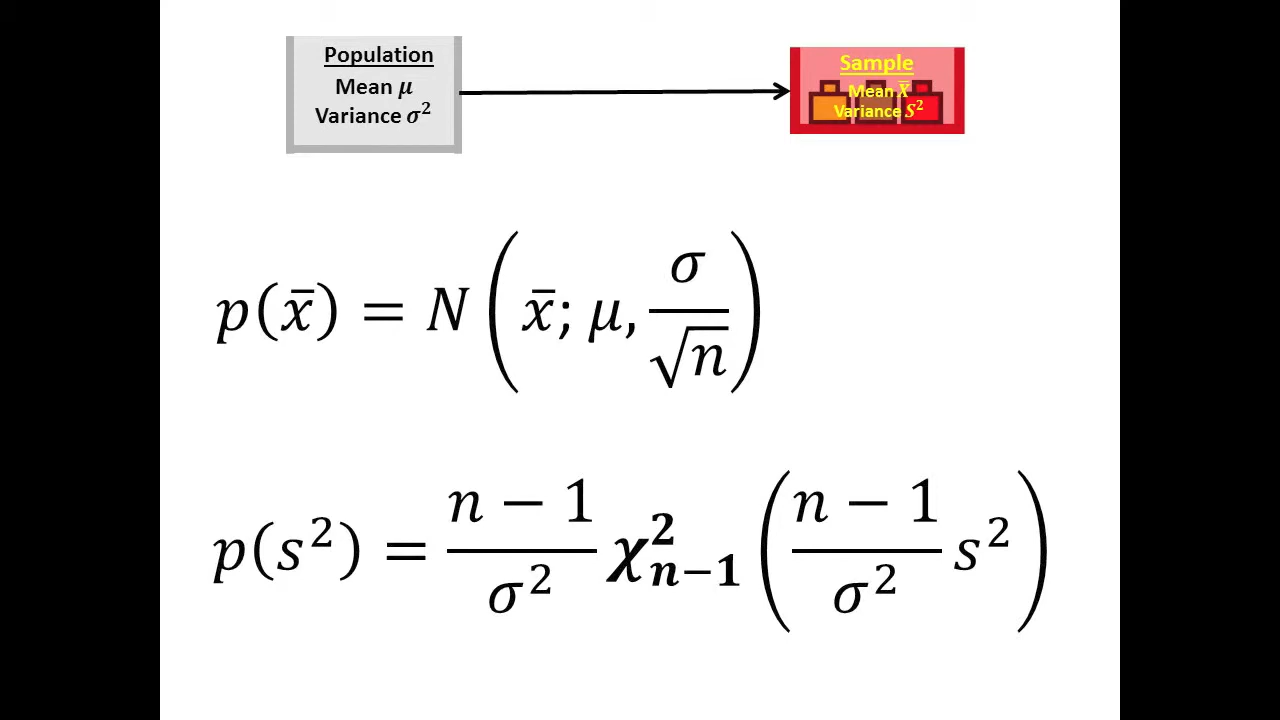 Population
Mean μ
Variance σ²
Sample
Mean X̄
Variance S²
p(x̄) = N(x̄; μ, σ/√n)
p(s²) = (n − 1)/σ² χ²ₙ₋₁ ((n − 1)/σ² s²)